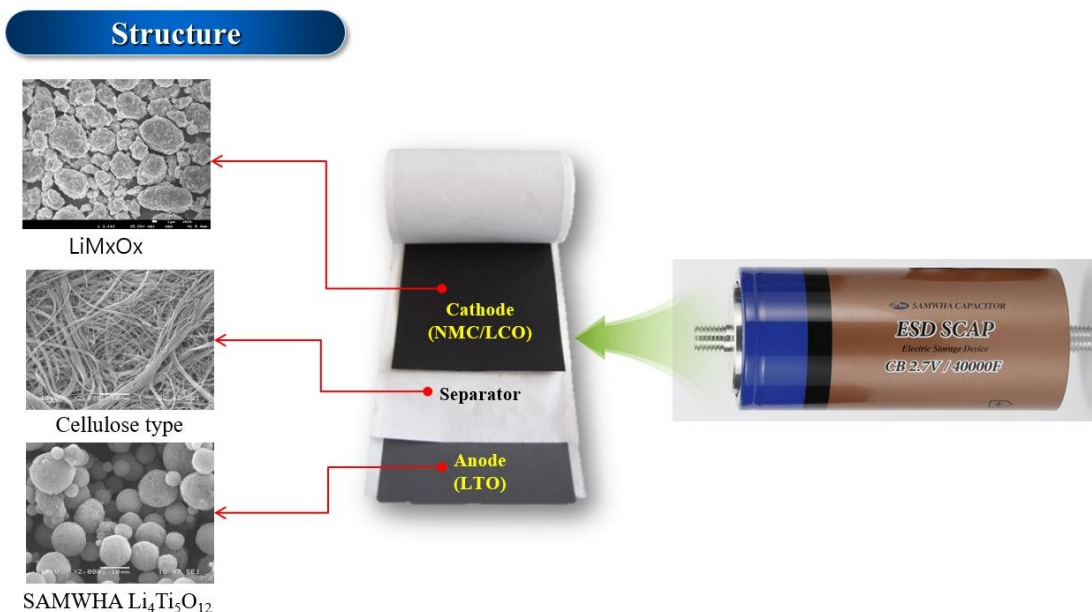 Structure
LiMxOx
Cellulose type
SAMWHA Li₄Ti₅O₁₂
Cathode
(NMC/LCO)
Separator
Anode
(LTO)
SAMWHA CAPACITOR
ESD SCAP
Electric Storage Device
CB 2.7V / 40000F